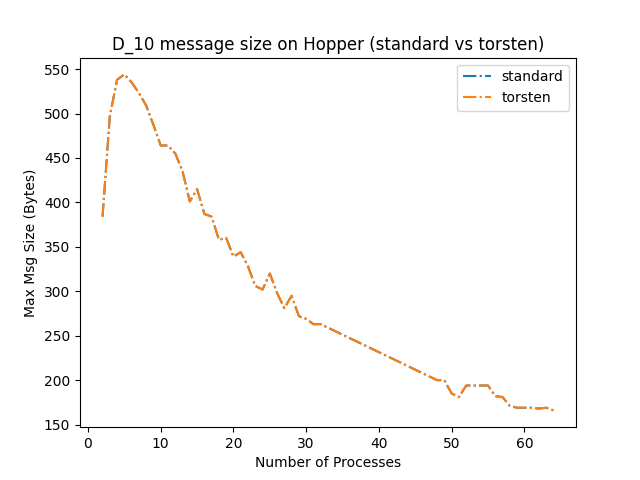 D_10 message size on Hopper (standard vs torsten)
standard
torsten
550
500
450
400
350
300
250
200
150
Max Msg Size (Bytes)
0 10 20 30 40 50 60
Number of Processes